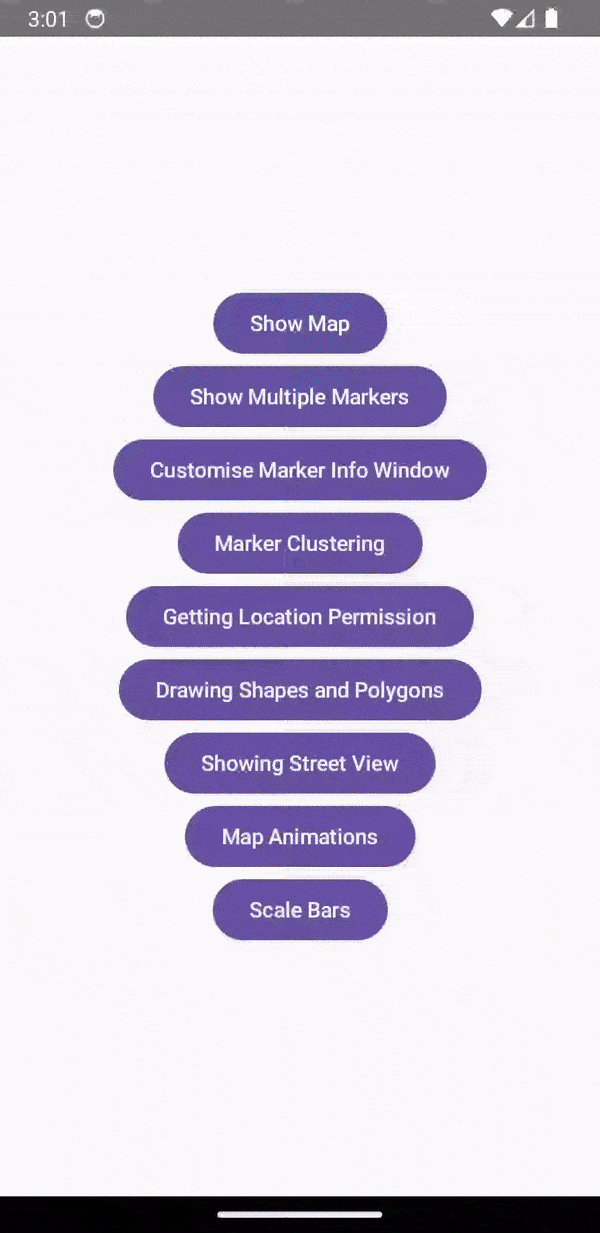 3:01
Show Map
Show Multiple Markers
Customise Marker Info Window
Marker Clustering
Getting Location Permission
Drawing Shapes and Polygons
Showing Street View
Map Animations
Scale Bars